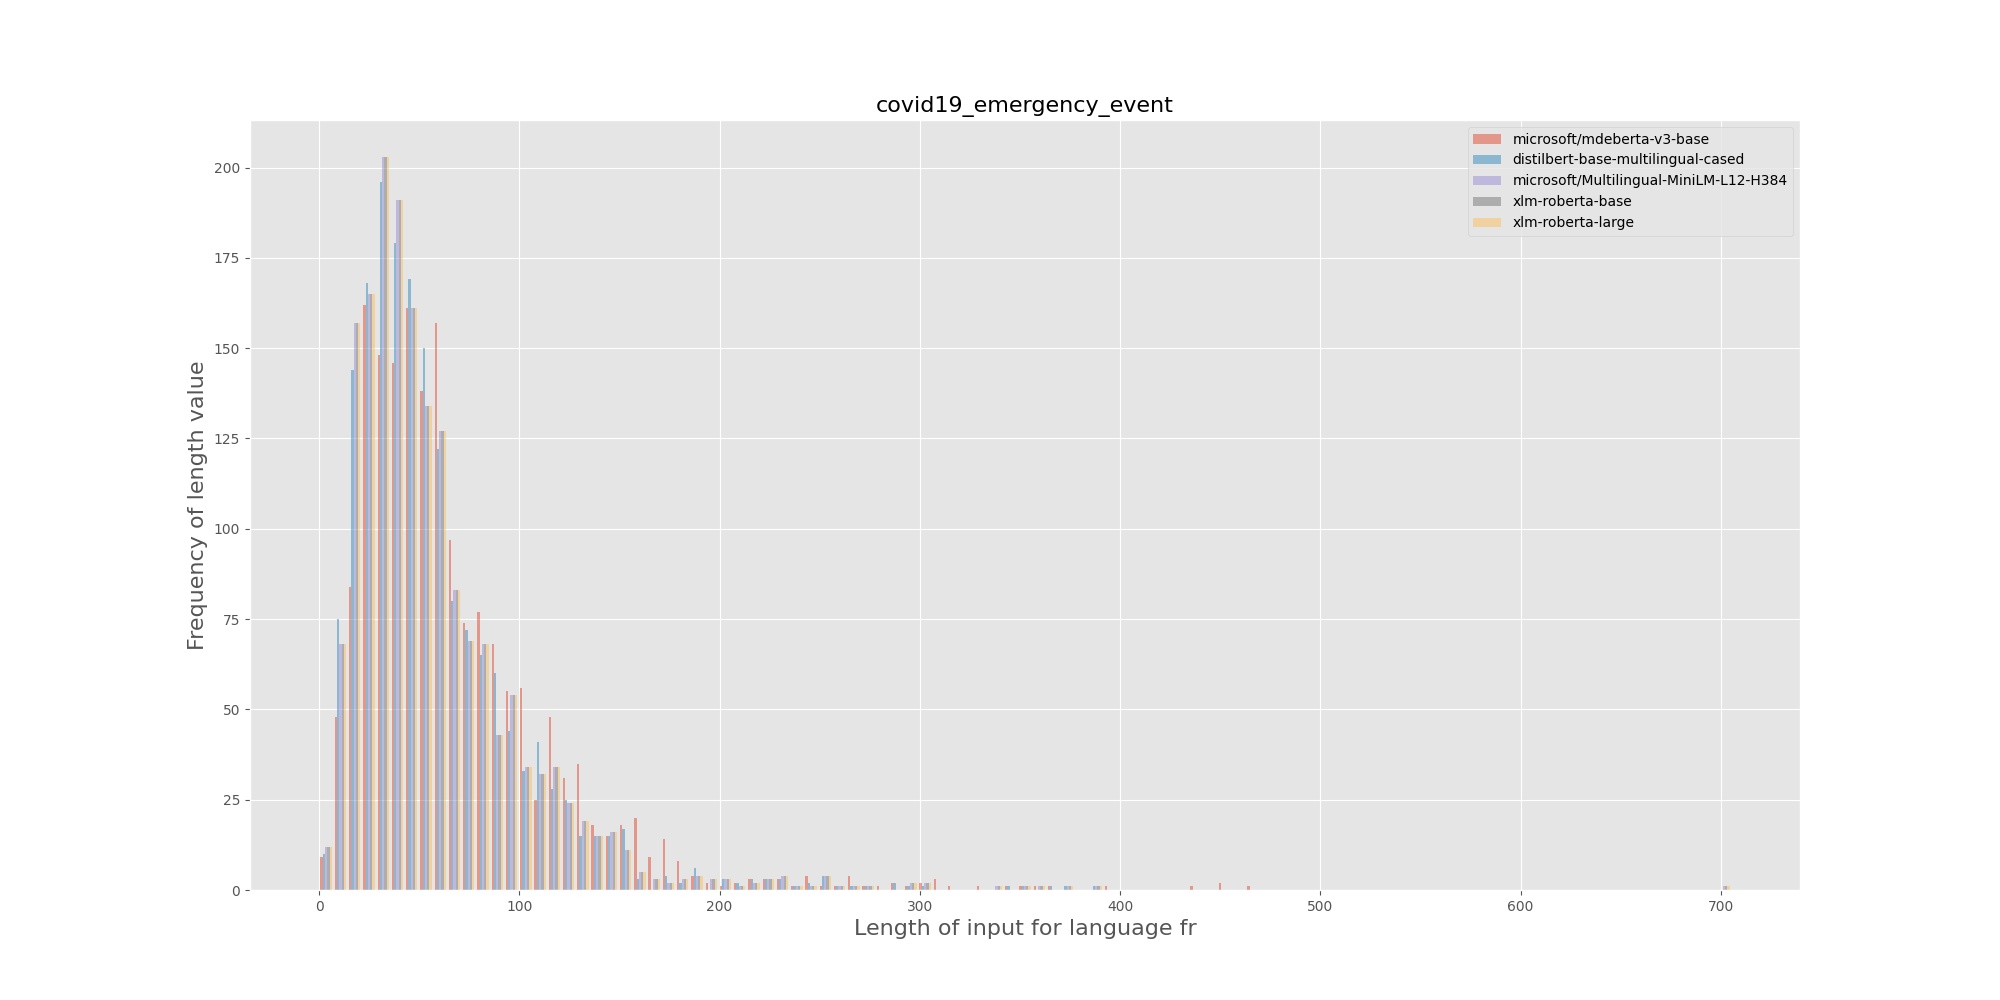 covid19_emergency_event
microsoft/mdeberta-v3-base
distilbert-base-multilingual-cased
microsoft/Multilingual-MiniLM-L12-H384
xlm-roberta-base
xlm-roberta-large
Frequency of length value
200
175
150
125
100
75
50
25
0
0 100 200 300 400 500 600 700
Length of input for language fr